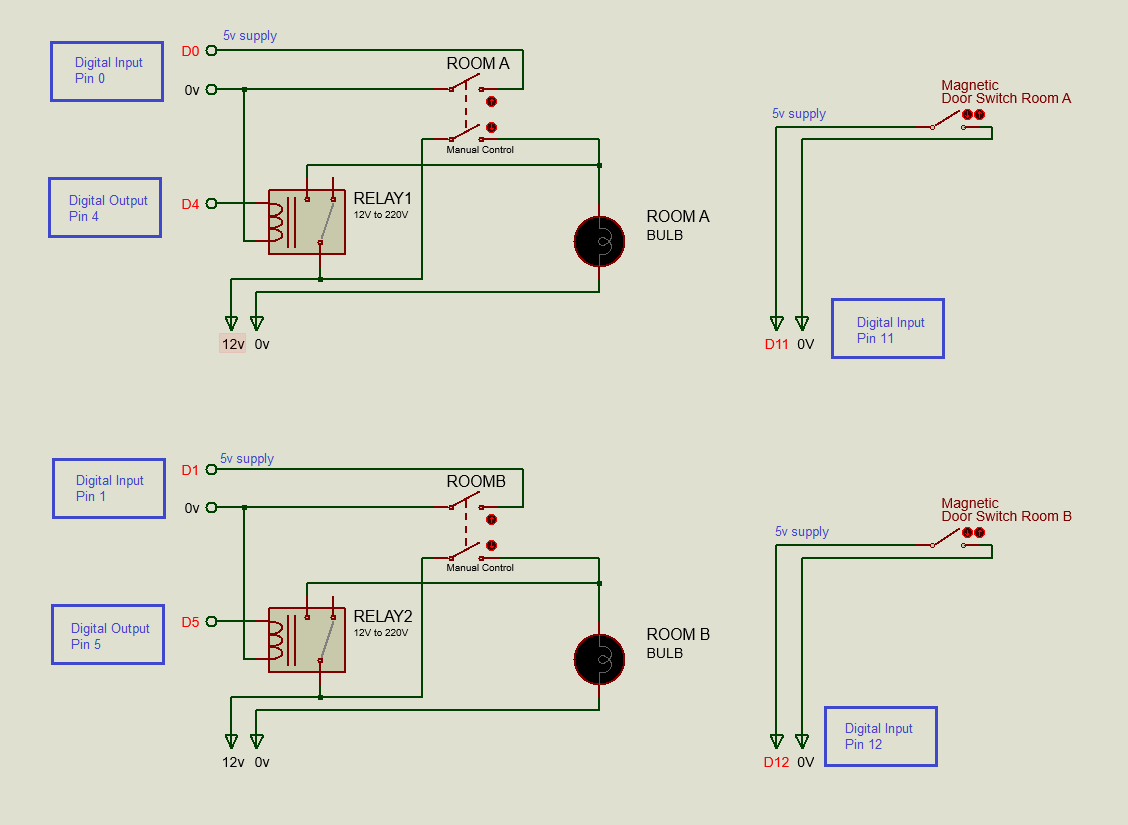 5v supply
Digital Input
Pin 0
D0
ROOM A
0v
Manual Control
Digital Output
Pin 4
D4
RELAY1
12V to 220V
ROOM A
BULB
12v 0v
Magnetic
Door Switch Room A
5v supply
Digital Input
Pin 11
D11 0V
5v supply
Digital Input
Pin 1
D1
ROOMB
0v
Manual Control
Digital Output
Pin 5
D5
RELAY2
12V to 220V
ROOM B
BULB
12v 0v
Magnetic
Door Switch Room B
5v supply
Digital Input
Pin 12
D12 0V